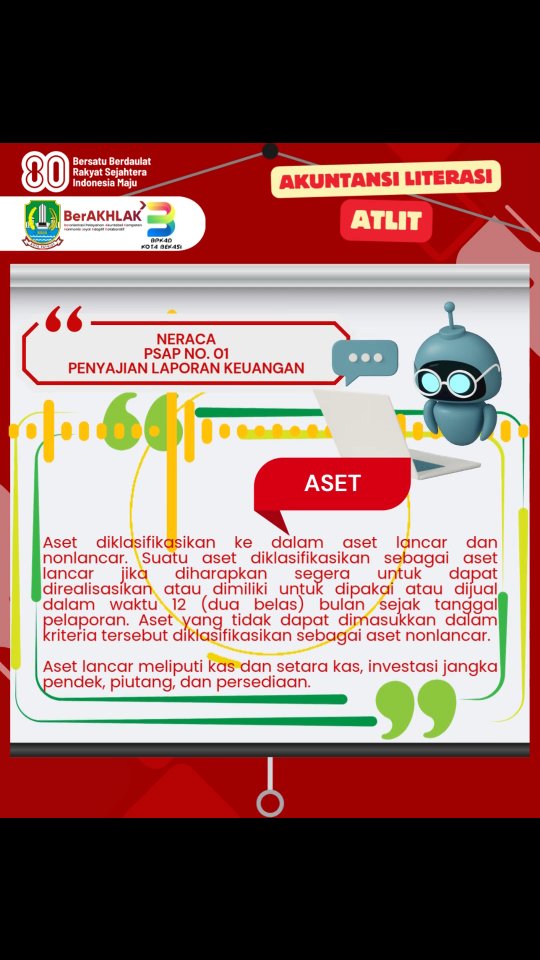 80 Bersatu Berdaulat
Rakyat Sejahtera
Indonesia Maju
AKUNTANSI LITERASI
ATLIT
BerAKHLAK
BPKAD
KOTA BEKASI
NERACA
PSAP NO. 01
PENYAJIAN LAPORAN KEUANGAN
ASET
Aset diklasifikasikan ke dalam aset lancar dan
nonlancar. Suatu aset diklasifikasikan sebagai aset
lancar jika diharapkan segera untuk dapat
direalisasikan atau dimiliki untuk dipakai atau dijual
dalam waktu 12 (dua belas) bulan sejak tanggal
pelaporan. Aset yang tidak dapat dimasukkan dalam
kriteria tersebut diklasifikasikan sebagai aset nonlancar.
Aset lancar meliputi kas dan setara kas, investasi jangka
pendek, piutang, dan persediaan.